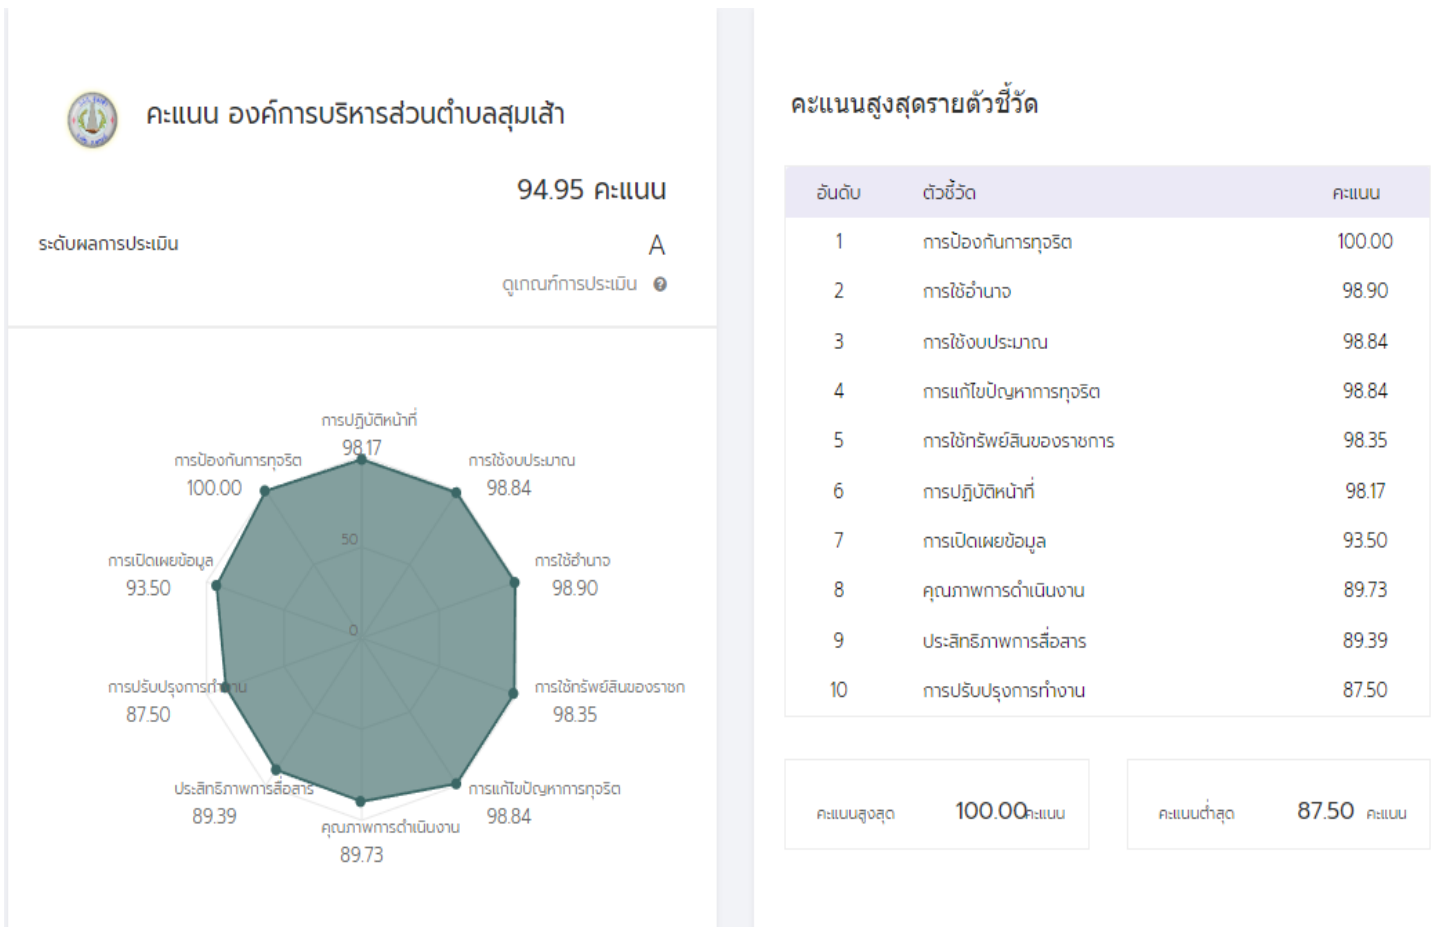 คะแนน องค์การบริหารส่วนตำบลสุมเส้า
94.95 คะแนน
ระดับผลการประเมิน A
ดูเกณฑ์การประเมิน
การปฏิบัติหน้าที่
98.17
การป้องกันการทุจริต
100.00
การใช้งบประมาณ
98.84
50
การเปิดเผยข้อมูล
93.50
การใช้อำนาจ
98.90
0
การปรับปรุงการทำงาน
87.50
การใช้ทรัพย์สินของราชก
98.35
ประสิทธิภาพการสื่อสาร
89.39
การแก้ไขปัญหาการทุจริต
98.84
คุณภาพการดำเนินงาน
89.73
คะแนนสูงสุดรายตัวชี้วัด
อันดับ ตัวชี้วัด คะแนน
1 การป้องกันการทุจริต 100.00
2 การใช้อำนาจ 98.90
3 การใช้งบประมาณ 98.84
4 การแก้ไขปัญหาการทุจริต 98.84
5 การใช้ทรัพย์สินของราชการ 98.35
6 การปฏิบัติหน้าที่ 98.17
7 การเปิดเผยข้อมูล 93.50
8 คุณภาพการดำเนินงาน 89.73
9 ประสิทธิภาพการสื่อสาร 89.39
10 การปรับปรุงการทำงาน 87.50
คะแนนสูงสุด 100.00คะแนน
คะแนนต่ำสุด 87.50 คะแนน